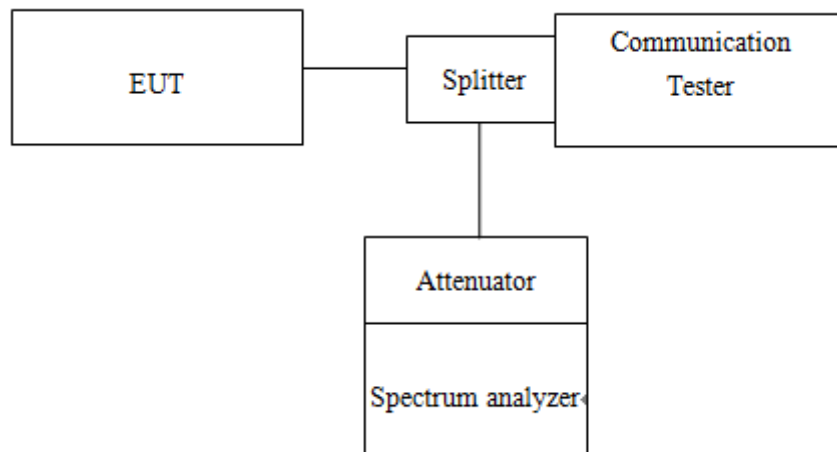 EUT
Splitter
Communication
Tester
Attenuator
Spectrum analyzer